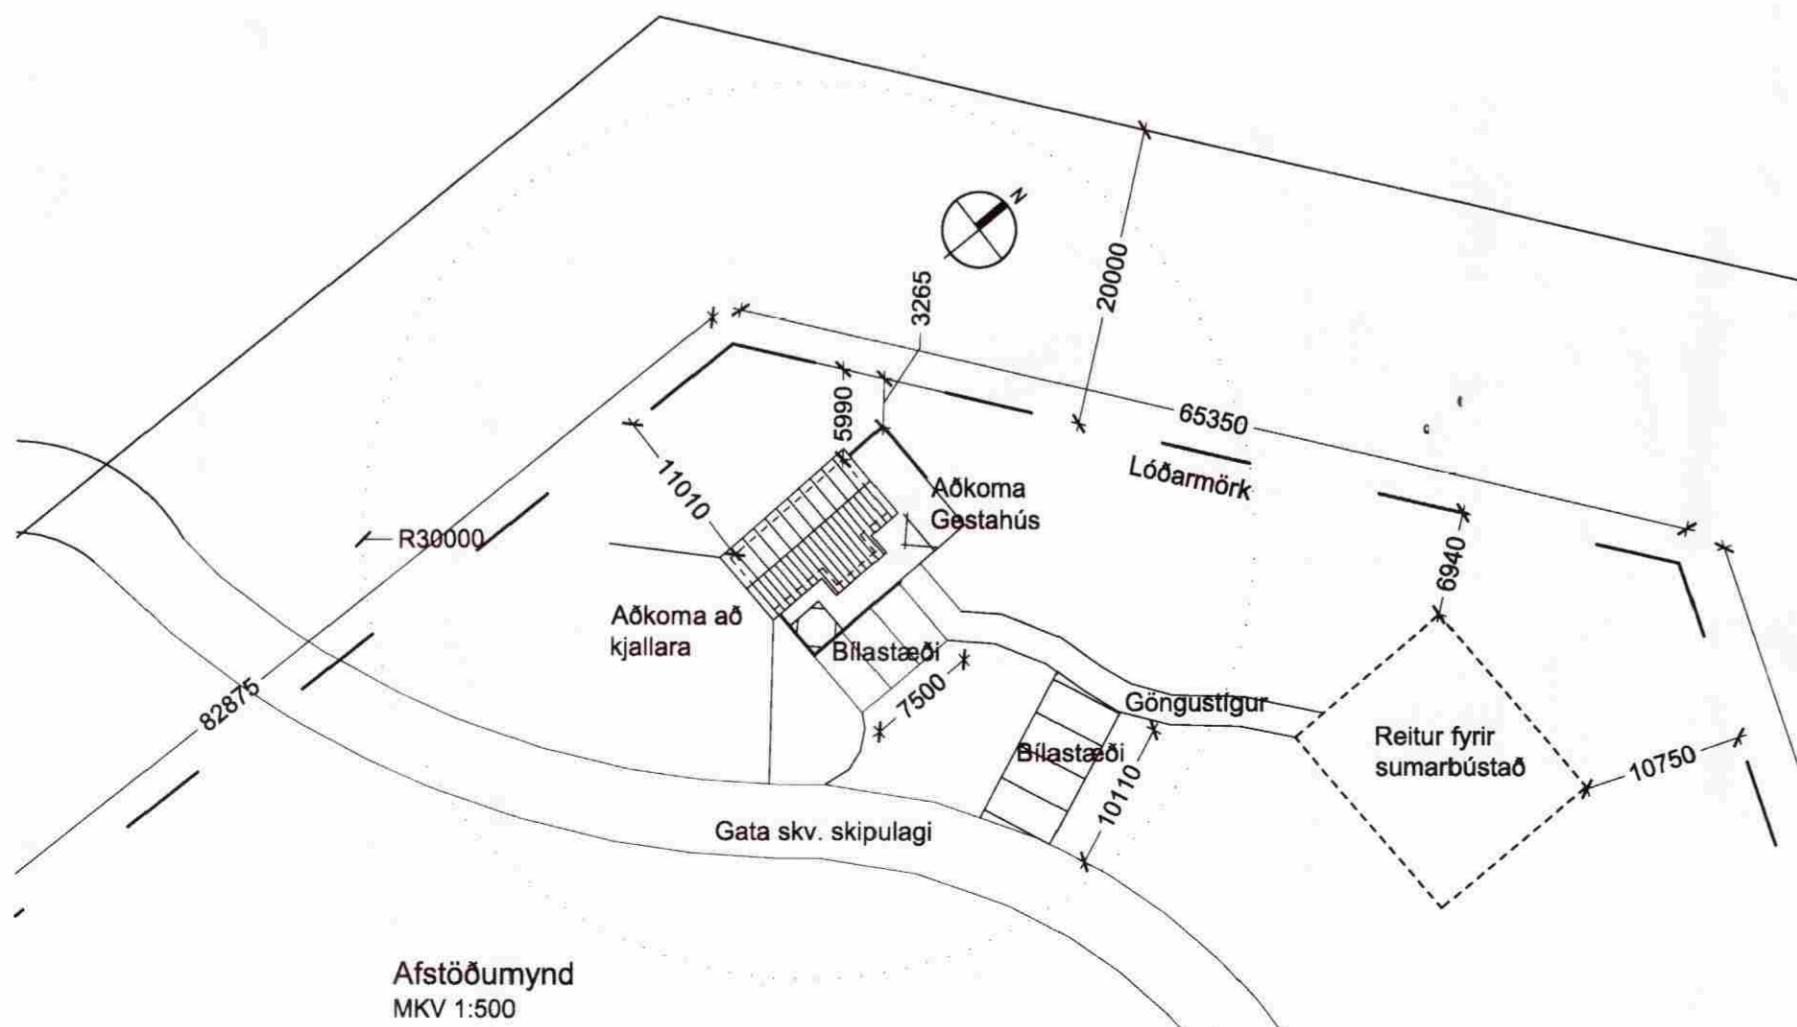 N
3265
20000
5990
65350
Lóðarmörk
11010
Aðkoma
Gestahús
R30000
6940
Aðkoma að
kjallara
Bílastæði
82875
7500
Göngustígur
Bílastæði
Reitur fyrir
sumarbústað
10750
10110
Gata skv. skipulagi
Afstöðumynd
MKV 1:500